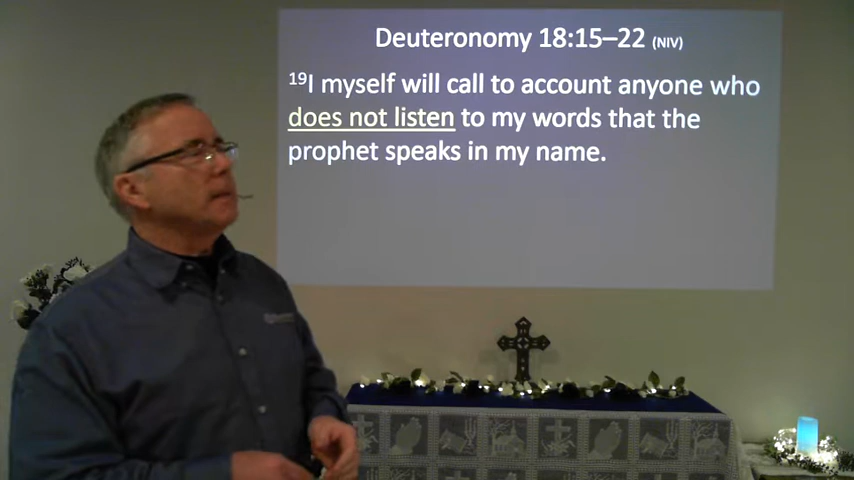 Deuteronomy 18:15–22 (NIV)
19I myself will call to account anyone who
does not listen to my words that the
prophet speaks in my name.